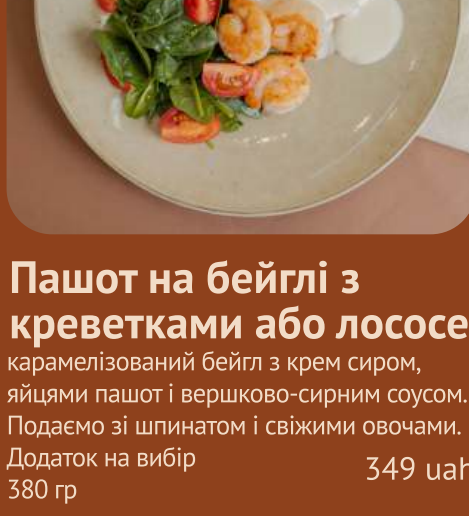 Пашот на бейглі з
креветками або лососе
карамелізований бейгл з крем сиром,
яйцями пашот і вершково-сирним соусом.
Подаємо зі шпинатом і свіжими овочами.
Додаток на вибір
349 uah
380 гр